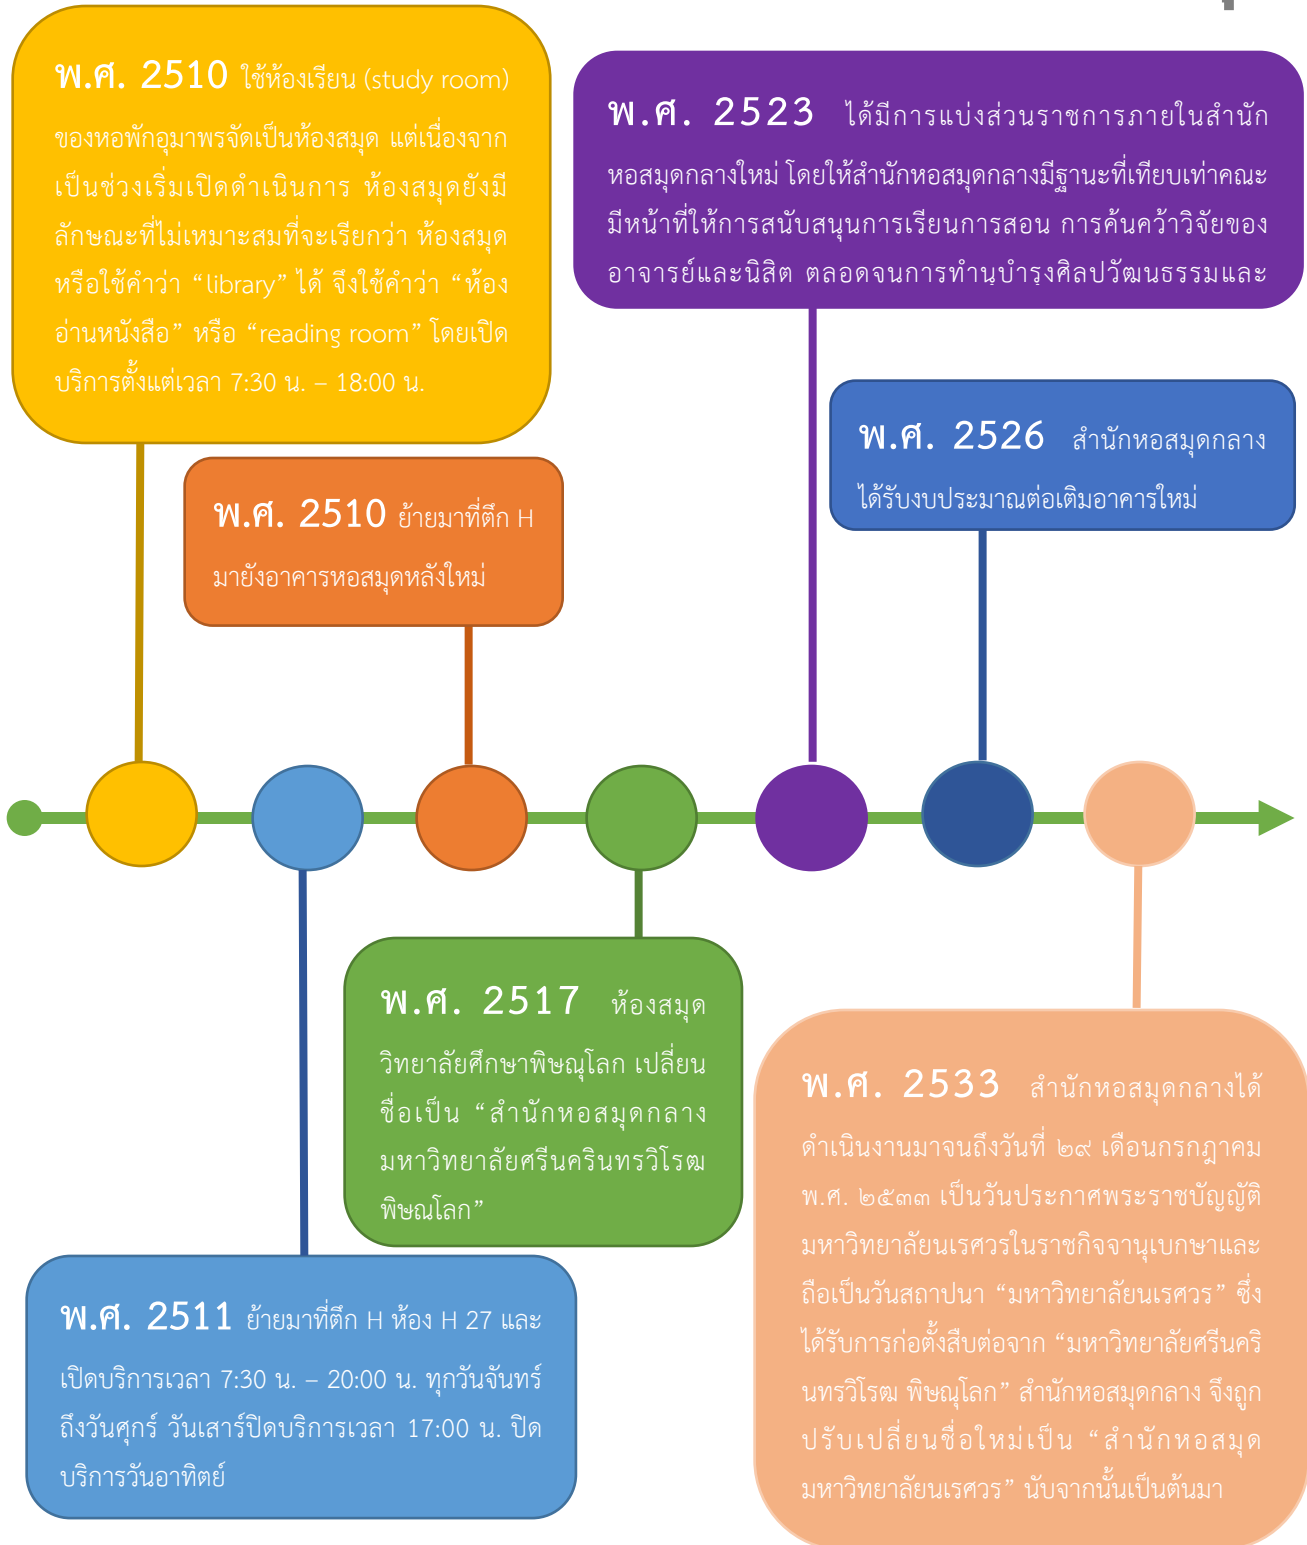 พ.ศ. 2510 ใช้ห้องเรียน (study room)
ของหอพักอุมาพรจัดเป็นห้องสมุด แต่เนื่องจาก
เป็นช่วงเริ่มเปิดดำเนินการ ห้องสมุดยังมี
ลักษณะที่ไม่เหมาะสมที่จะเรียกว่า ห้องสมุด
หรือใช้คำว่า “library” ได้ จึงใช้คำว่า “ห้อง
อ่านหนังสือ” หรือ “reading room” โดยเปิด
บริการตั้งแต่เวลา 7:30 น. – 18:00 น.
พ.ศ. 2523 ได้มีการแบ่งส่วนราชการภายในสำนัก
หอสมุดกลางใหม่ โดยให้สำนักหอสมุดกลางมีฐานะที่เทียบเท่าคณะ
มีหน้าที่ให้การสนับสนุนการเรียนการสอน การค้นคว้าวิจัยของ
อาจารย์และนิสิต ตลอดจนการทำนุบำรุงศิลปวัฒนธรรมและ
พ.ศ. 2526 สำนักหอสมุดกลาง
ได้รับงบประมาณต่อเติมอาคารใหม่
พ.ศ. 2510 ย้ายมาที่ตึก H
มายังอาคารหอสมุดหลังใหม่
พ.ศ. 2517 ห้องสมุด
วิทยาลัยศึกษาพิษณุโลก เปลี่ยน
ชื่อเป็น “สำนักหอสมุดกลาง
มหาวิทยาลัยศรีนครินทรวิโรฒ
พิษณโลก”
พ.ศ. 2533 สำนักหอสมุดกลางได้
ดำเนินงานมาจนถึงวันที่ ๒๙ เดือนกรกฎาคม
พ.ศ. ๒๕๓๓ เป็นวันประกาศพระราชบัญญัติ
มหาวิทยาลัยนเรศวรในราชกิจจานุเบกษาและ
ถือเป็นวันสถาปนา “มหาวิทยาลัยนเรศวร” ซึ่ง
ได้รับการก่อตั้งสืบต่อจาก “มหาวิทยาลัยศรีนคริ
นทรวิโรฒ พิษณุโลก” สำนักหอสมุดกลาง จึงถูก
ปรับเปลี่ยนชื่อใหม่เป็น “สำนักหอสมุด
มหาวิทยาลัยนเรศวร” นับจากนั้นเป็นต้นมา
พ.ศ. 2511 ย้ายมาที่ตึก H ห้อง H 27 และ
เปิดบริการเวลา 7:30 น. – 20:00 น. ทุกวันจันทร์
ถึงวันศุกร์ วันเสาร์ปิดบริการเวลา 17:00 น. ปิด
บริการวันอาทิตย์